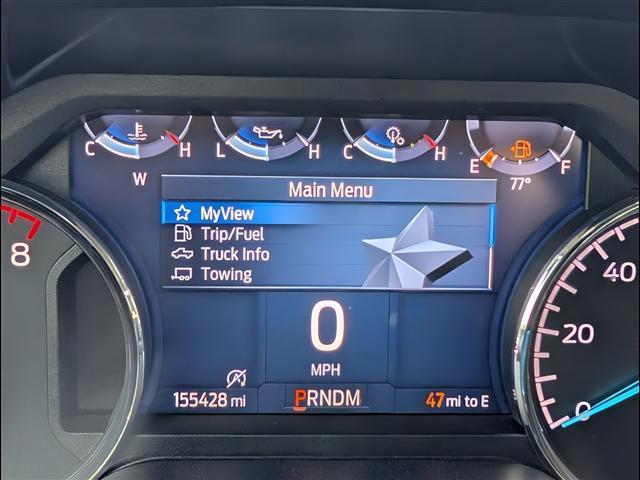 C H L H C H E F
W 77°
Main Menu
MyView
Trip/Fuel
Truck Info
Towing
8
40
20
0
0
MPH
155428 mi PRNDM 47 mi to E